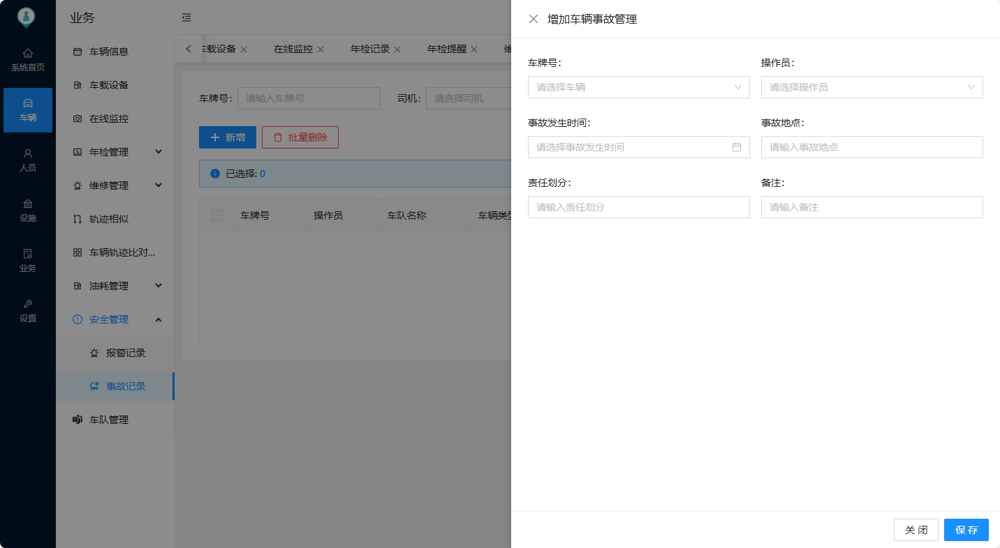 业务
系统首页
车辆
人员
设施
业务
设置
车辆信息
车载设备
在线监控
年检管理
维修管理
轨迹相似
车辆轨迹比对...
油耗管理
安全管理
报警记录
事故记录
车队管理
车载设备
在线监控
年检记录
年检提醒
车牌号：
请输入车牌号
司机：
请选择司机
新增
批量删除
已选择: 0
车牌号
操作员
车队名称
车辆类型
增加车辆事故管理
车牌号：
操作员：
请选择车辆
请选择操作员
事故发生时间：
事故地点：
请选择事故发生时间
请输入事故地点
责任划分：
备注：
请输入责任划分
请输入备注
关 闭
保 存